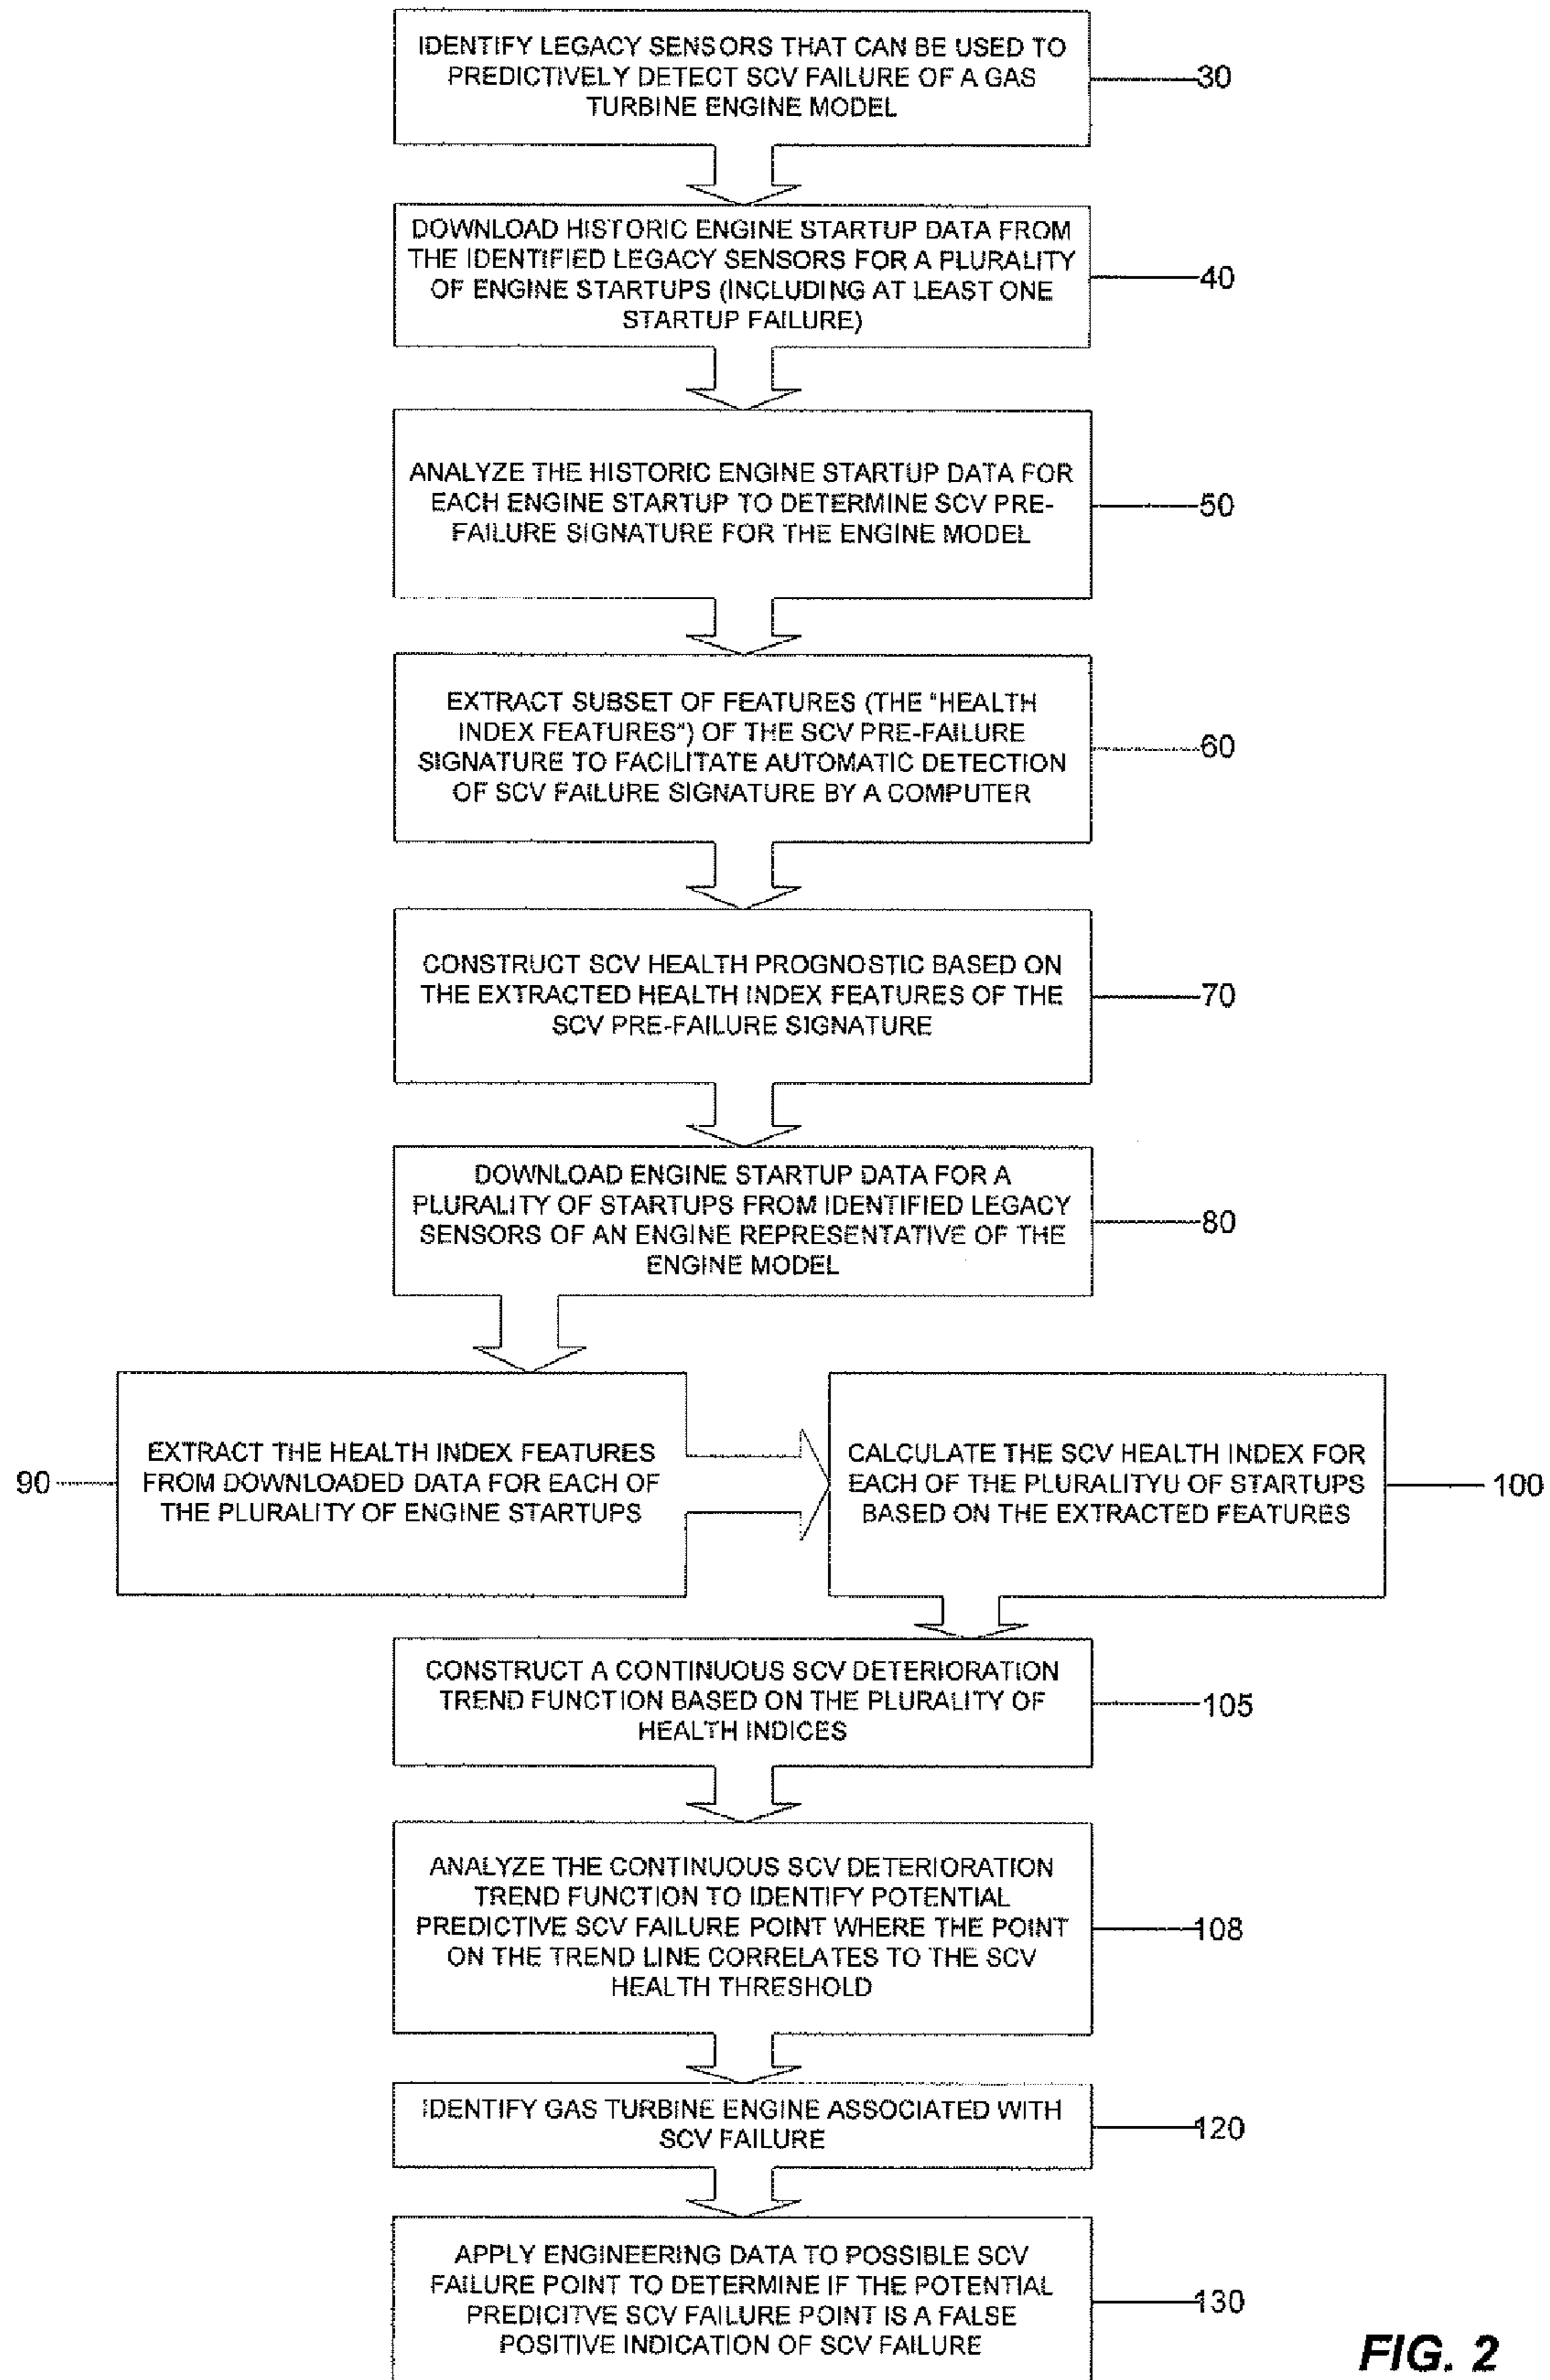 IDENTIFY LEGACY SENSORS THAT CAN BE USED TO
PREDICTIVELY DETECT SCV FAILURE OF A GAS
TURBINE ENGINE MODEL
30
DOWNLOAD HISTORIC ENGINE STARTUP DATA FROM
THE IDENTIFIED LEGACY SENSORS FOR A PLURALITY
OF ENGINE STARTUPS (INCLUDING AT LEAST ONE
STARTUP FAILURE)
40
ANALYZE THE HISTORIC ENGINE STARTUP DATA FOR
EACH ENGINE STARTUP TO DETERMINE SCV PRE-
FAILURE SIGNATURE FOR THE ENGINE MODEL
50
EXTRACT SUBSET OF FEATURES (THE "HEALTH
INDEX FEATURES") OF THE SCV PRE-FAILURE
SIGNATURE TO FACILITATE AUTOMATIC DETECTION
OF SCV FAILURE SIGNATURE BY A COMPUTER
60
CONSTRUCT SCV HEALTH PROGNOSTIC BASED ON
THE EXTRACTED HEALTH INDEX FEATURES OF THE
SCV PRE-FAILURE SIGNATURE
70
DOWNLOAD ENGINE STARTUP DATA FOR A
PLURALITY OF STARTUPS FROM IDENTIFIED LEGACY
SENSORS OF AN ENGINE REPRESENTATIVE OF THE
ENGINE MODEL
80
90
EXTRACT THE HEALTH INDEX FEATURES
FROM DOWNLOADED DATA FOR EACH OF
THE PLURALITY OF ENGINE STARTUPS
CALCULATE THE SCV HEALTH INDEX FOR
EACH OF THE PLURALITYU OF STARTUPS
BASED ON THE EXTRACTED FEATURES
100
CONSTRUCT A CONTINUOUS SCV DETERIORATION
TREND FUNCTION BASED ON THE PLURALITY OF
HEALTH INDICES
105
ANALYZE THE CONTINUOUS SCV DETERIORATION
TREND FUNCTION TO IDENTIFY POTENTIAL
PREDICTIVE SCV FAILURE POINT WHERE THE POINT
ON THE TREND LINE CORRELATES TO THE SCV
HEALTH THRESHOLD
108
IDENTIFY GAS TURBINE ENGINE ASSOCIATED WITH
SCV FAILURE
120
APPLY ENGINEERING DATA TO POSSIBLE SCV
FAILURE POINT TO DETERMINE IF THE POTENTIAL
PREDICITVE SCV FAILURE POINT IS A FALSE
POSITIVE INDICATION OF SCV FAILURE
130
FIG. 2